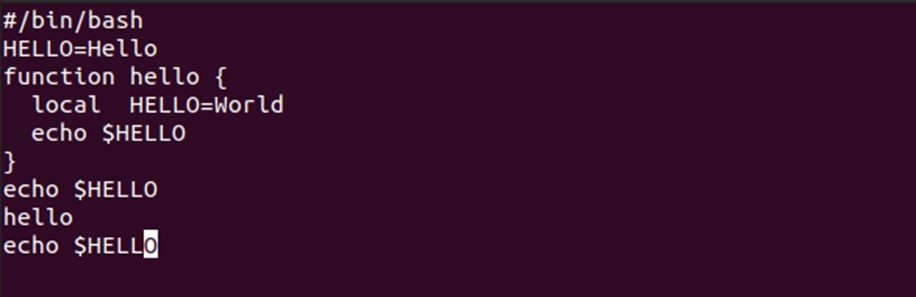 #/bin/bash
HELLO=Hello
function hello {
  local  HELLO=World
  echo $HELLO
}
echo $HELLO
hello
echo $HELLO